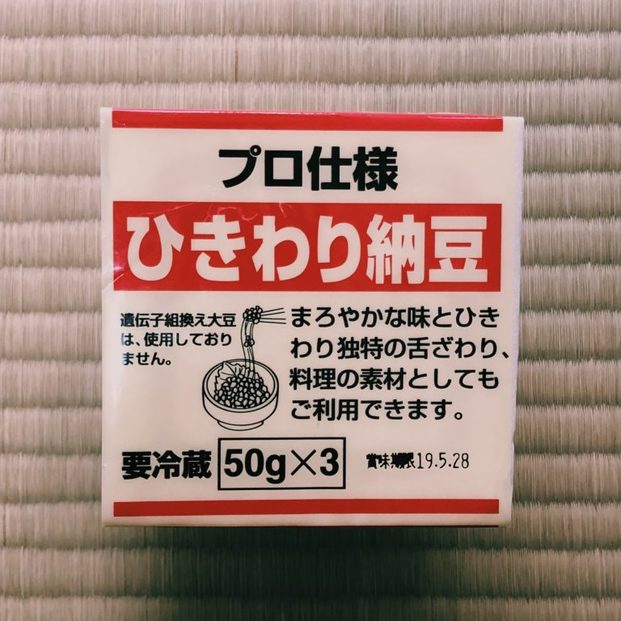 プロ仕様
ひきわり納豆
遺伝子組換え大豆
は、使用しており
ません。
まろやかな味とひき
わり独特の舌ざわり、
料理の素材としても
ご利用できます。
要冷蔵 50g×3 賞味期限19.5.28